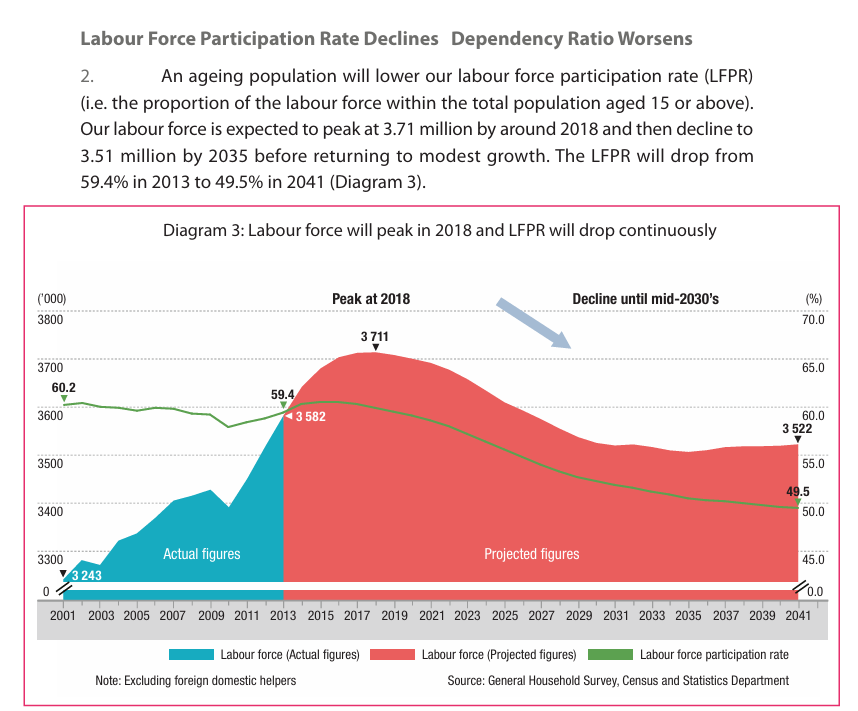 Labour Force Participation Rate Declines Dependency Ratio Worsens
2. An ageing population will lower our labour force participation rate (LFPR)
(i.e. the proportion of the labour force within the total population aged 15 or above).
Our labour force is expected to peak at 3.71 million by around 2018 and then decline to
3.51 million by 2035 before returning to modest growth. The LFPR will drop from
59.4% in 2013 to 49.5% in 2041 (Diagram 3).
Diagram 3: Labour force will peak in 2018 and LFPR will drop continuously
('000) Peak at 2018 Decline until mid-2030's (%)
3800 70.0
3 711
3700 65.0
60.2 59.4
3600 3 582 60.0
3 522
3500 55.0
49.5
3400 50.0
Actual figures Projected figures
3300 45.0
3 243
0 0.0
2001 2003 2005 2007 2009 2011 2013 2015 2017 2019 2021 2023 2025 2027 2029 2031 2033 2035 2037 2039 2041
Labour force (Actual figures) Labour force (Projected figures) Labour force participation rate
Note: Excluding foreign domestic helpers Source: General Household Survey, Census and Statistics Department